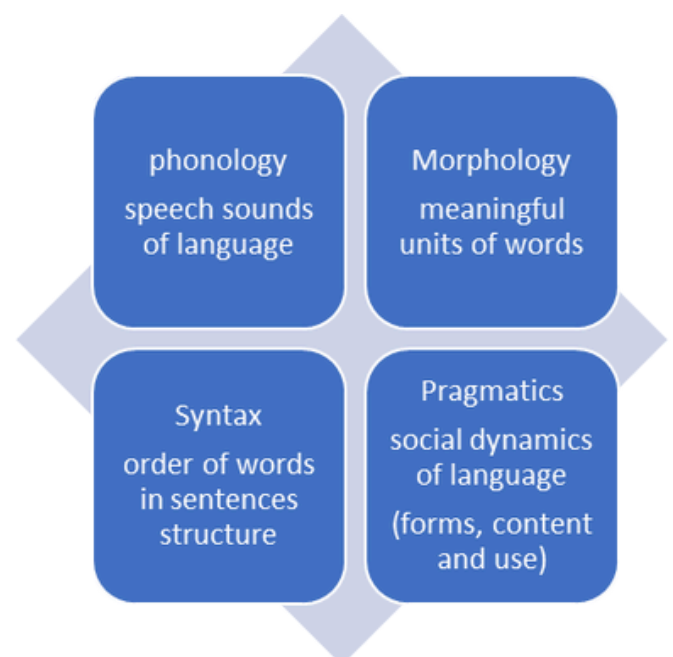 phonology
speech sounds
of language
Morphology
meaningful
units of words
Syntax
order of words
in sentences
structure
Pragmatics
social dynamics
of language
(forms, content
and use)